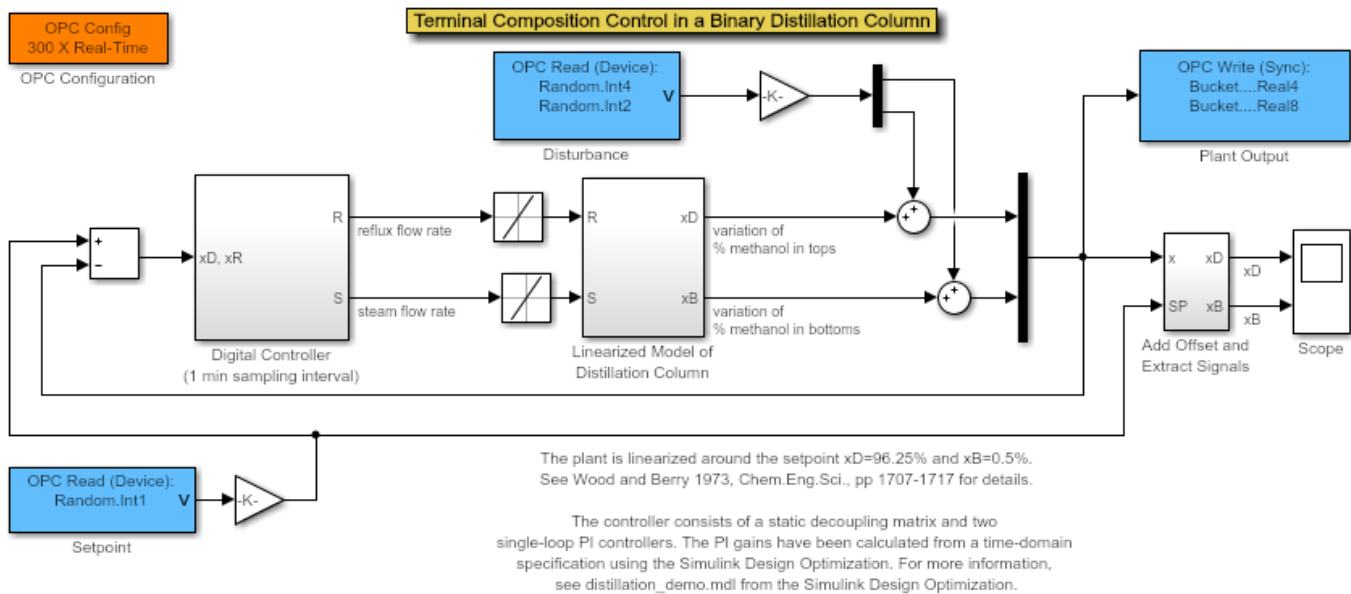 Terminal Composition Control in a Binary Distillation Column
OPC Config
300 X Real-Time
OPC Configuration
OPC Read (Device):
Random.Int4
Random.Int2
V
Disturbance
-K-
OPC Write (Sync):
Bucket....Real4
Bucket....Real8
Plant Output
+
−
xD, xR
R
S
Digital Controller
(1 min sampling interval)
reflux flow rate
steam flow rate
R
S
xD
xB
Linearized Model of
Distillation Column
variation of
% methanol in tops
variation of
% methanol in bottoms
+
+
+
+
x
SP
xD
xB
Add Offset and
Extract Signals
xD
xB
Scope
OPC Read (Device):
Random.Int1
V
Setpoint
-K-
The plant is linearized around the setpoint xD=96.25% and xB=0.5%.
See Wood and Berry 1973, Chem.Eng.Sci., pp 1707-1717 for details.
The controller consists of a static decoupling matrix and two
single-loop PI controllers. The PI gains have been calculated from a time-domain
specification using the Simulink Design Optimization. For more information,
see distillation_demo.mdl from the Simulink Design Optimization.